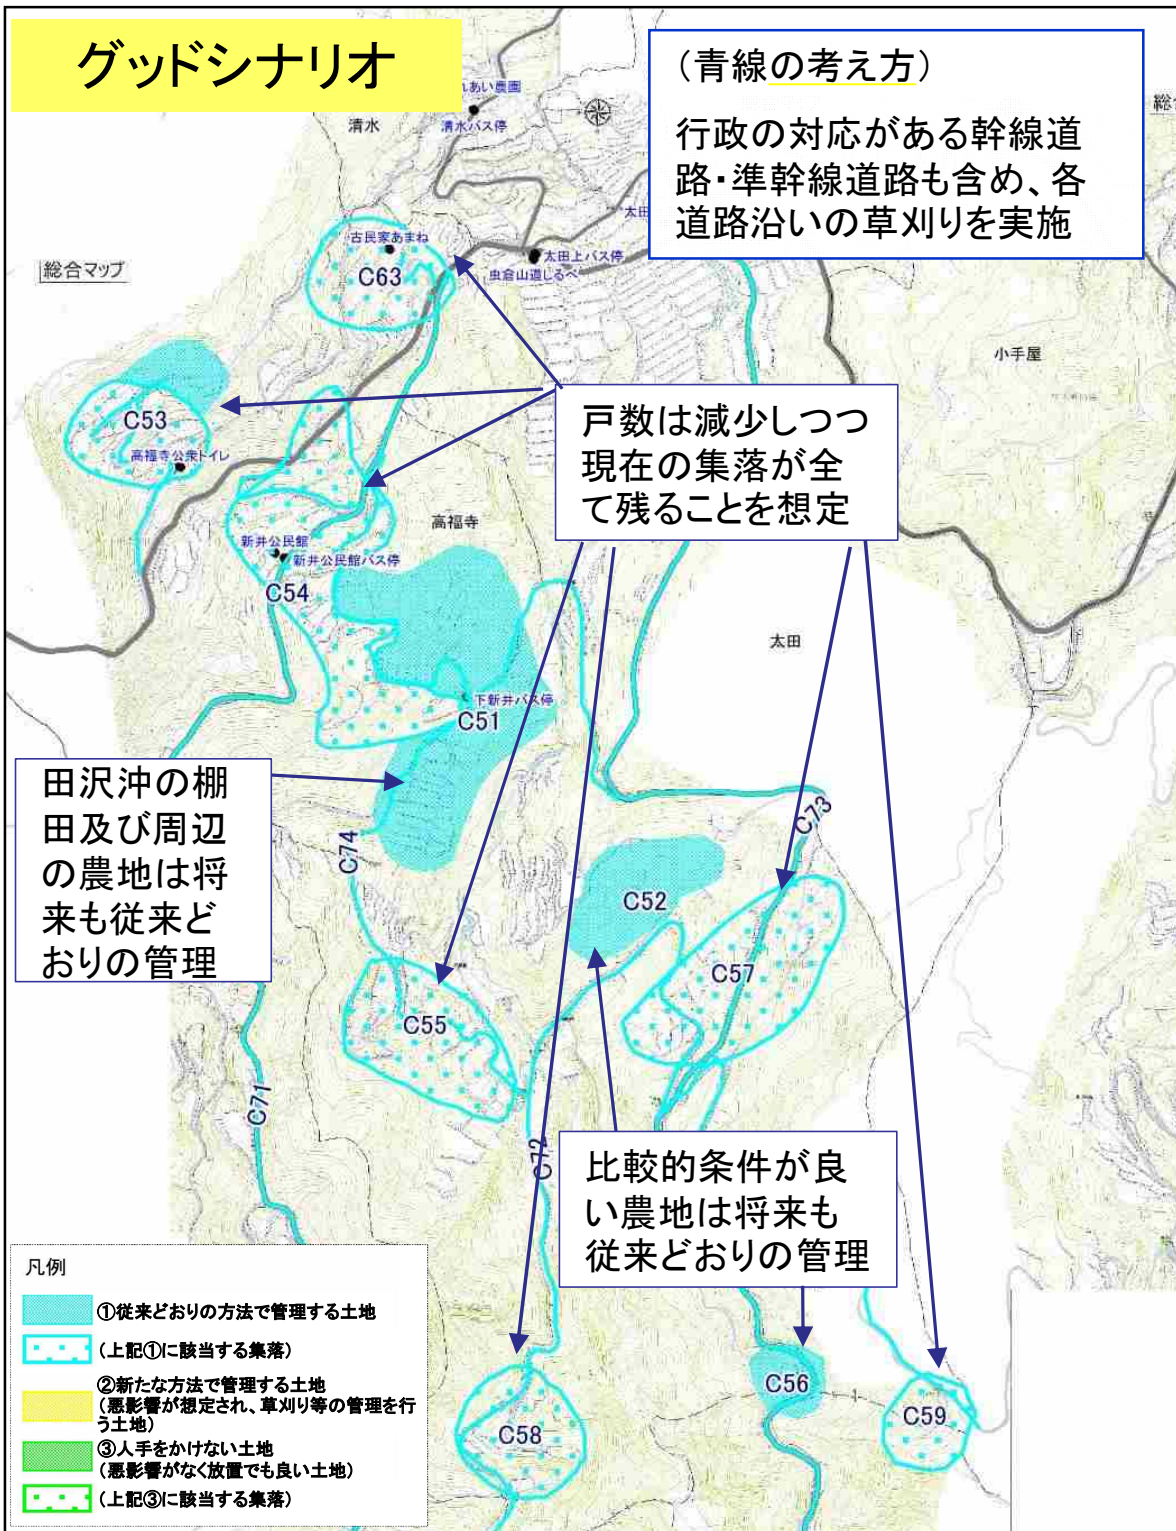 グッドシナリオ
(青線の考え方)
行政の対応がある幹線道
路・準幹線道路も含め、各
道路沿いの草刈りを実施
れあい農園
清水
清水バス停
総合マップ
古民家あまね
C63
太田上バス停
虫倉山道しるべ
小手屋
C53
高福寺公衆トイレ
戸数は減少しつつ
現在の集落が全
て残ることを想定
高福寺
新井公民館
新井公民館バス停
C54
太田
下新井バス停
C51
田沢沖の棚
田及び周辺
の農地は将
来も従来ど
おりの管理
C74
C73
C52
C57
C55
C71
C72
比較的条件が良
い農地は将来も
従来どおりの管理
C56
C58
C59
凡例
①従来どおりの方法で管理する土地
(上記①に該当する集落)
②新たな方法で管理する土地
(悪影響が想定され、草刈り等の管理を行
う土地)
③人手をかけない土地
(悪影響がなく放置でも良い土地)
(上記③に該当する集落)